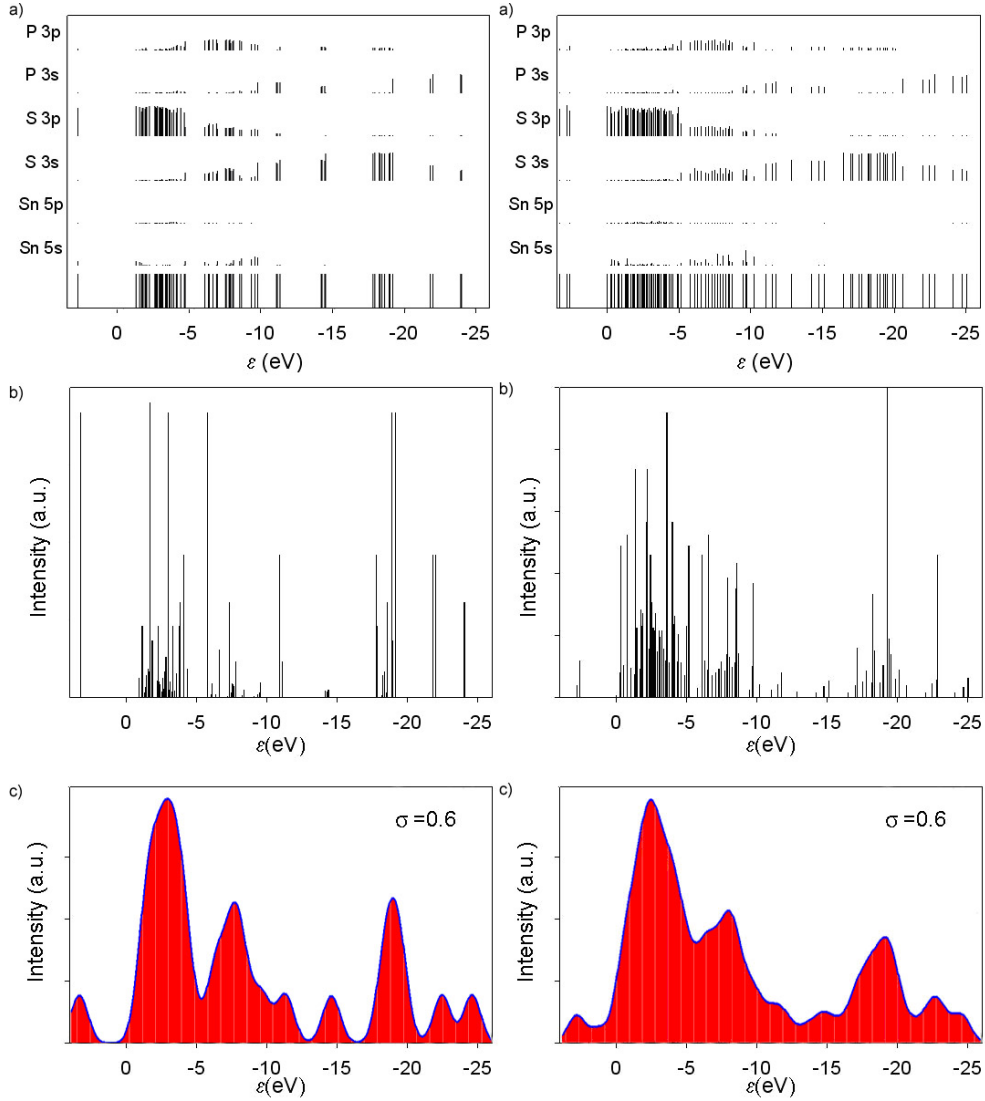 a)
P 3p
P 3s
S 3p
S 3s
Sn 5p
Sn 5s
0 -5 -10 -15 -20 -25
ε (eV)
a)
P 3p
P 3s
S 3p
S 3s
Sn 5p
Sn 5s
0 -5 -10 -15 -20 -25
ε (eV)
b)
Intensity (a.u.)
0 -5 -10 -15 -20 -25
ε(eV)
b)
Intensity (a.u.)
0 -5 -10 -15 -20 -25
ε(eV)
c)
σ =0.6
Intensity (a.u.)
0 -5 -10 -15 -20 -25
ε(eV)
c)
σ =0.6
Intensity (a.u.)
0 -5 -10 -15 -20 -25
ε(eV)